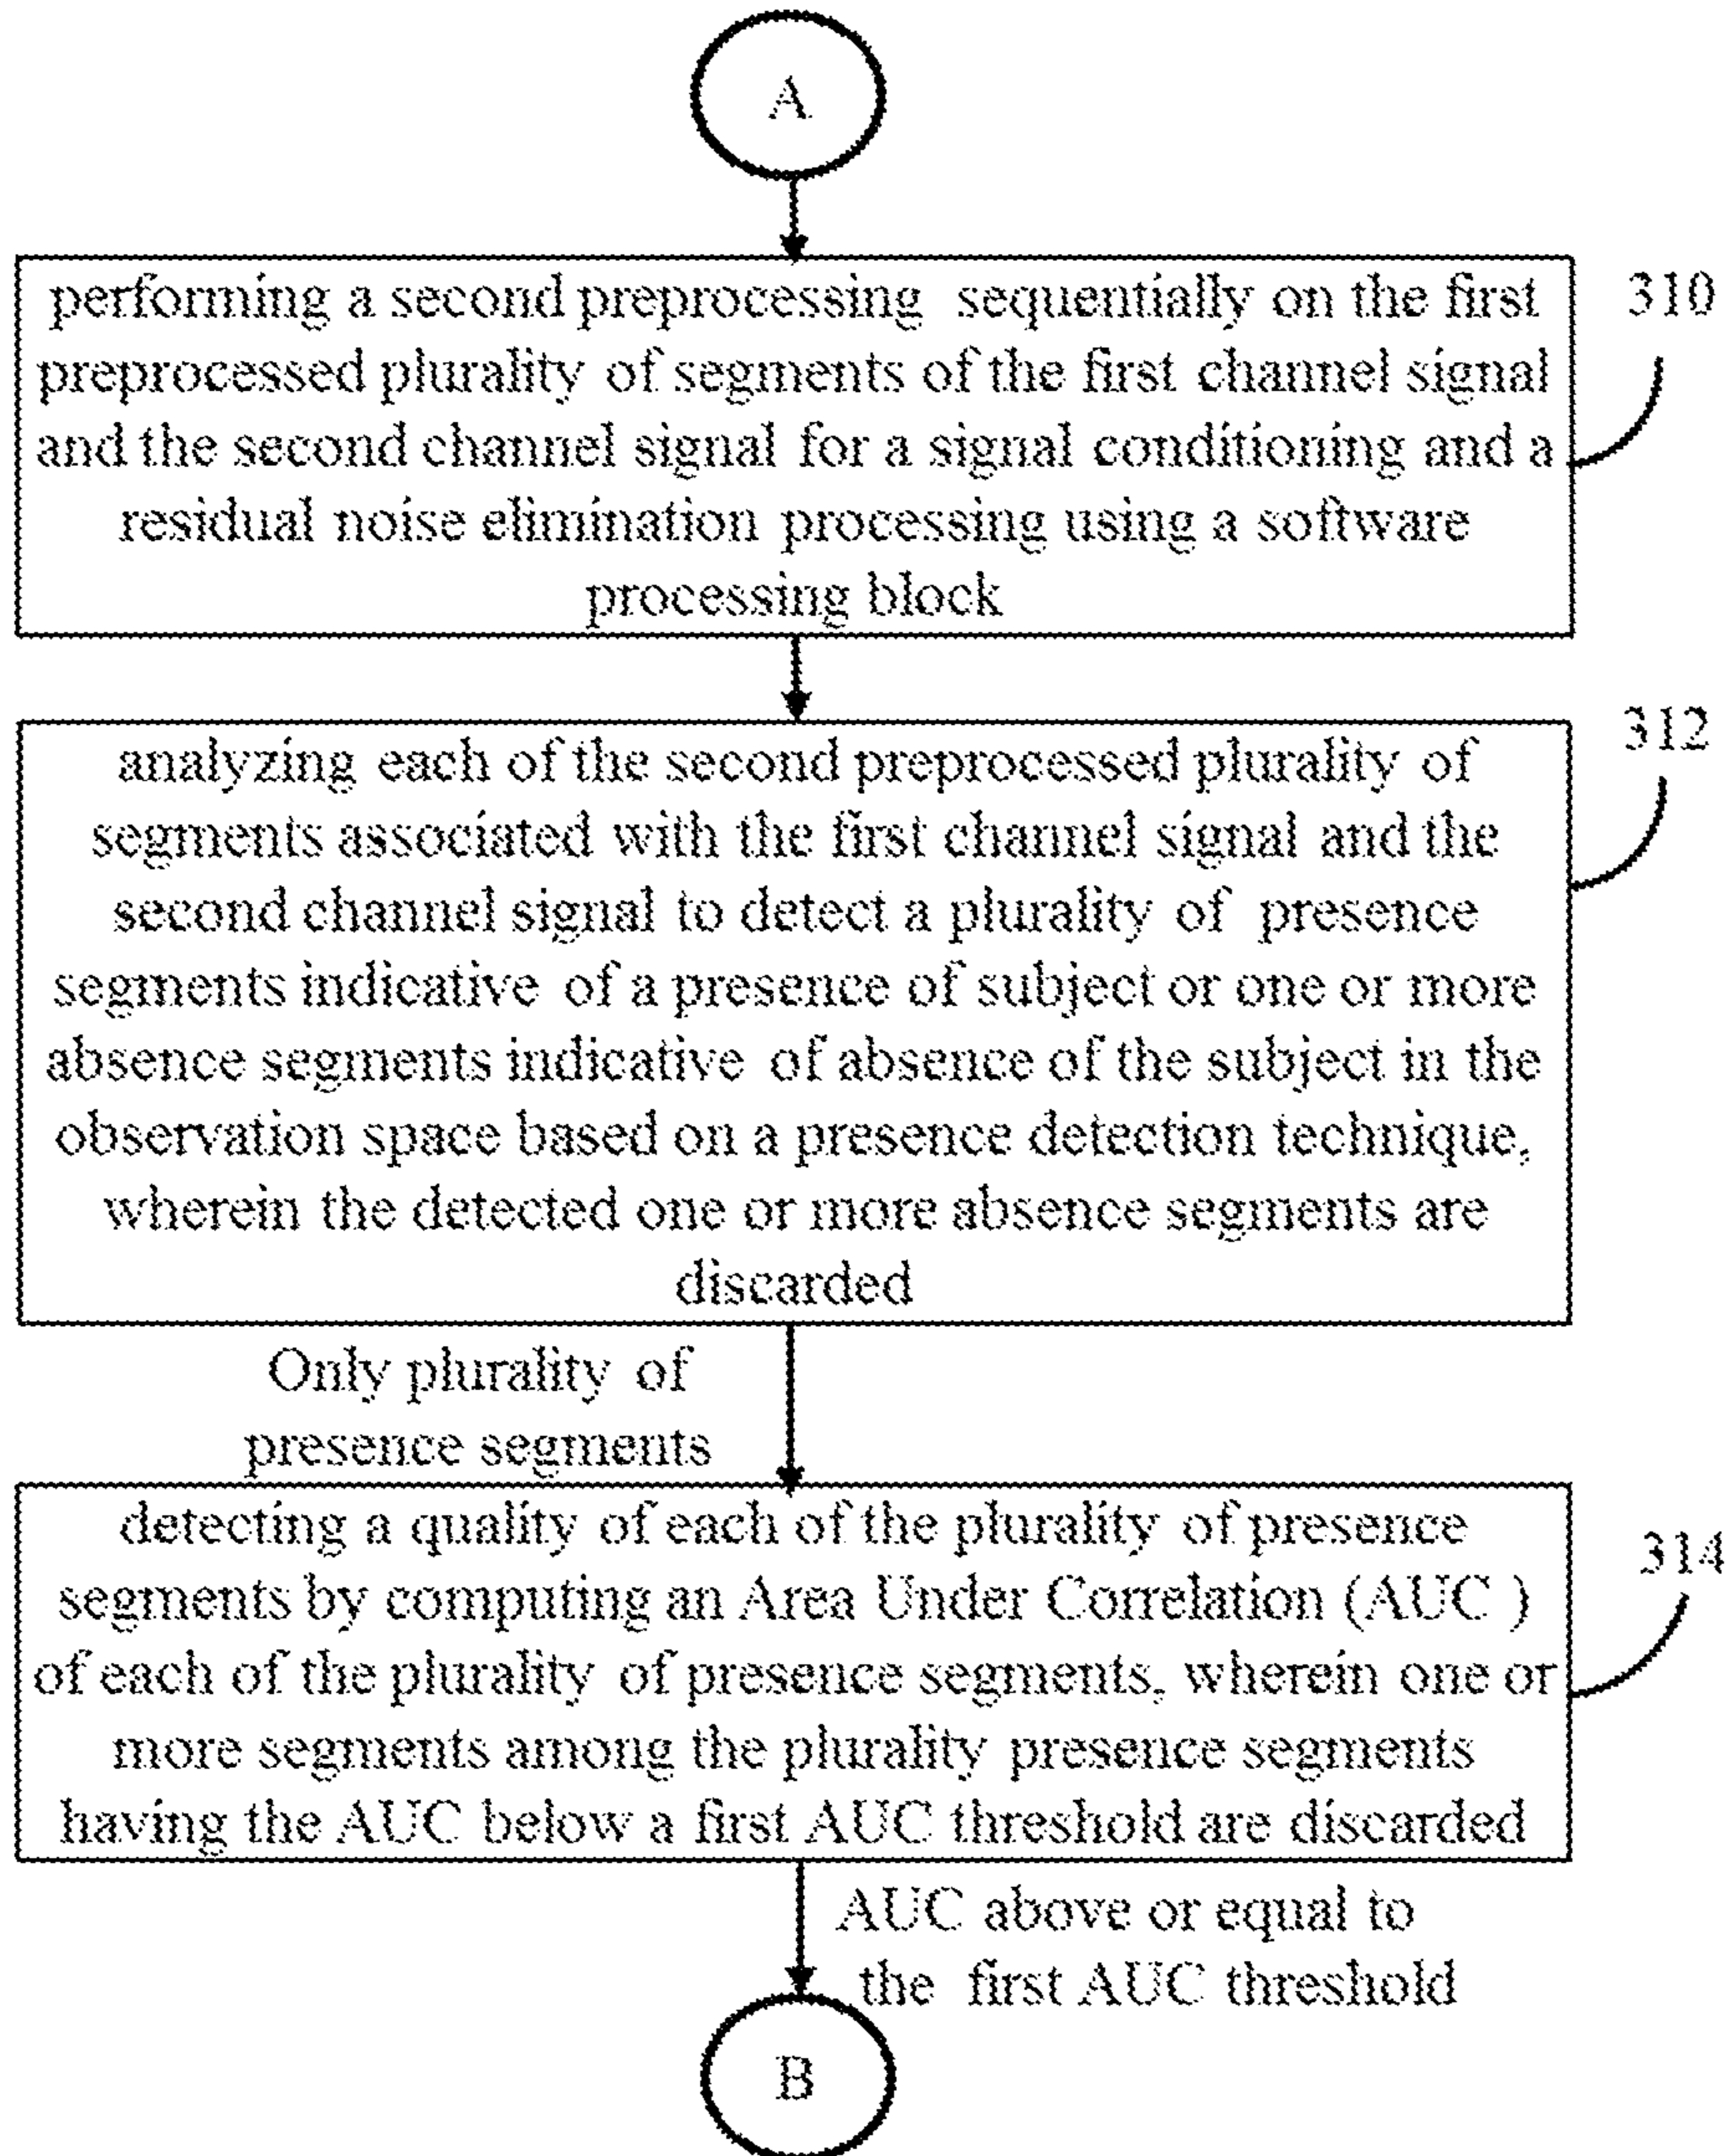 A
performing a second preprocessing sequentially on the first
310
preprocessed plurality of segments of the first channel signal
and the second channel signal for a signal conditioning and a
residual noise elimination processing using a software
processing block
312
analyzing each of the second preprocessed plurality of
segments associated with the first channel signal and the
second channel signal to detect a plurality of presence
segments indicative of a presence of subject or one or more
absence segments indicative of absence of the subject in the
observation space based on a presence detection technique,
wherein the detected one or more absence segments are
discarded
Only plurality of
presence segments
detecting a quality of each of the plurality of presence
314
segments by computing an Area Under Correlation (AUC )
of each of the plurality of presence segments, wherein one or
more segments among the plurality presence segments
having the AUC below a first AUC threshold are discarded
AUC above or equal to
the first AUC threshold
B